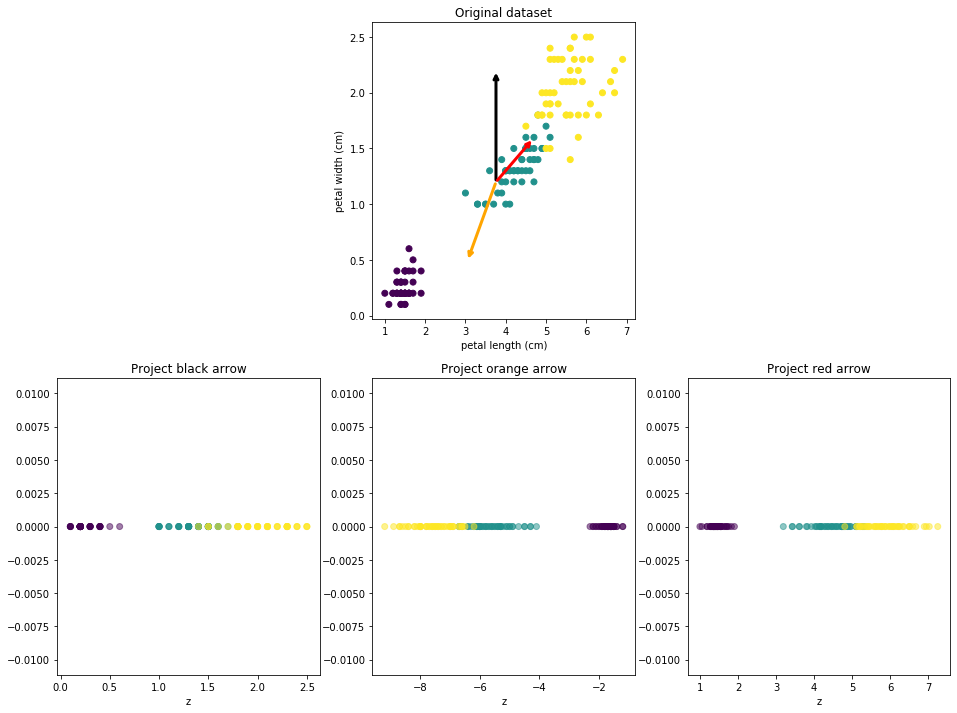 Original dataset
2.5
2.0
1.5
1.0
0.5
0.0
petal width (cm)
1 2 3 4 5 6 7
petal length (cm)
Project black arrow
0.0100
0.0075
0.0050
0.0025
0.0000
−0.0025
−0.0050
−0.0075
−0.0100
0.0 0.5 1.0 1.5 2.0 2.5
z
Project orange arrow
0.0100
0.0075
0.0050
0.0025
0.0000
−0.0025
−0.0050
−0.0075
−0.0100
−8 −6 −4 −2
z
Project red arrow
0.0100
0.0075
0.0050
0.0025
0.0000
−0.0025
−0.0050
−0.0075
−0.0100
1 2 3 4 5 6 7
z